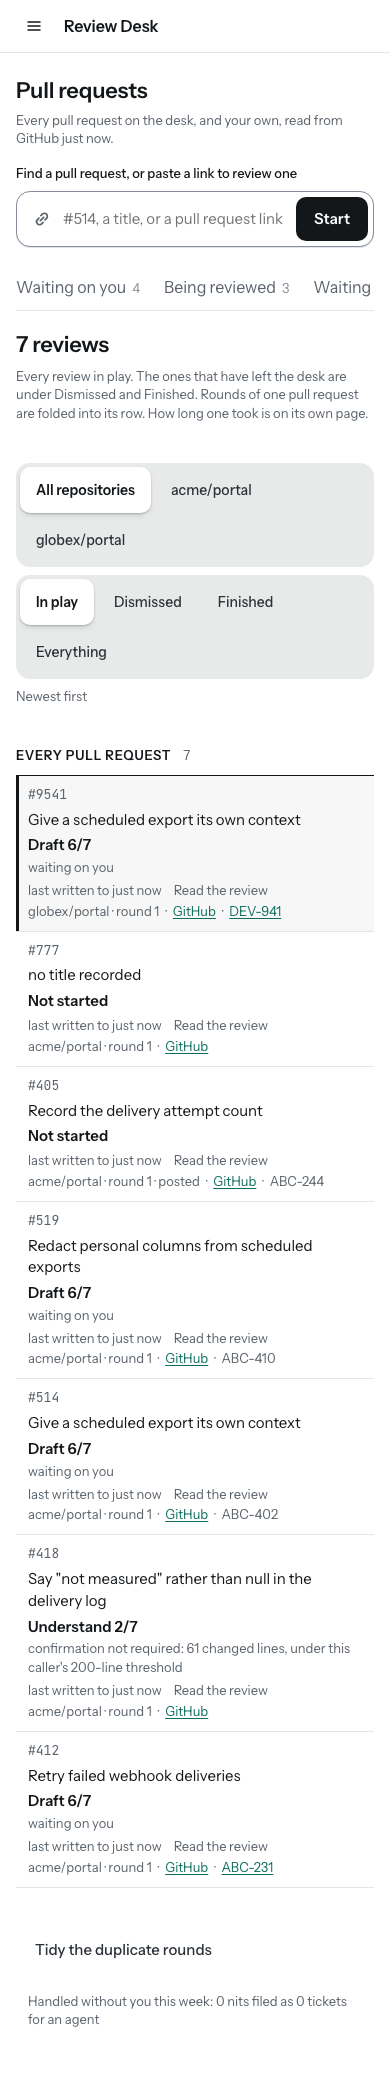 Review Desk
Pull requests
Every pull request on the desk, and your own, read from
GitHub just now.
Find a pull request, or paste a link to review one
#514, a title, or a pull request link
Start
Waiting on you 4 Being reviewed 3 Waiting
7 reviews
Every review in play. The ones that have left the desk are
under Dismissed and Finished. Rounds of one pull request
are folded into its row. How long one took is on its own page.
All repositories acme/portal
globex/portal
In play Dismissed Finished
Everything
Newest first
EVERY PULL REQUEST 7
#9541
Give a scheduled export its own context
Draft 6/7
waiting on you
last written to just now Read the review
globex/portal · round 1 · GitHub · DEV-941
#777
no title recorded
Not started
last written to just now Read the review
acme/portal · round 1 · GitHub
#405
Record the delivery attempt count
Not started
last written to just now Read the review
acme/portal · round 1 · posted · GitHub · ABC-244
#519
Redact personal columns from scheduled
exports
Draft 6/7
waiting on you
last written to just now Read the review
acme/portal · round 1 · GitHub · ABC-410
#514
Give a scheduled export its own context
Draft 6/7
waiting on you
last written to just now Read the review
acme/portal · round 1 · GitHub · ABC-402
#418
Say "not measured" rather than null in the
delivery log
Understand 2/7
confirmation not required: 61 changed lines, under this
caller's 200-line threshold
last written to just now Read the review
acme/portal · round 1 · GitHub
#412
Retry failed webhook deliveries
Draft 6/7
waiting on you
last written to just now Read the review
acme/portal · round 1 · GitHub · ABC-231
Tidy the duplicate rounds
Handled without you this week: 0 nits filed as 0 tickets
for an agent